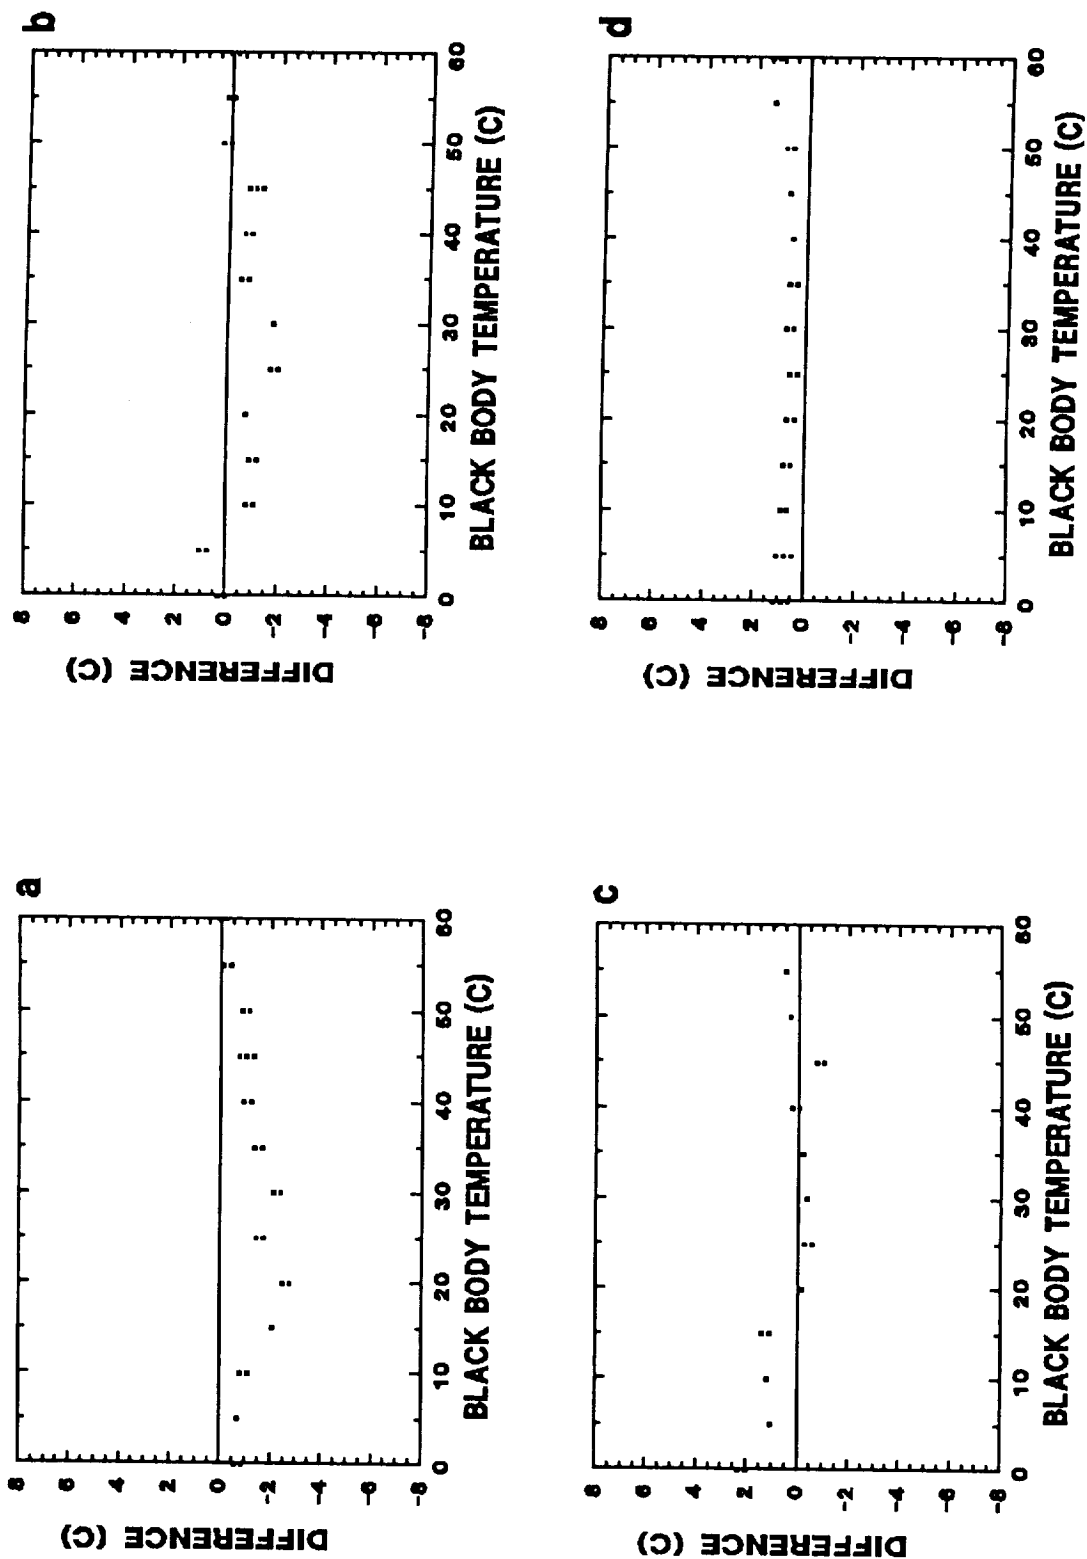 a
DIFFERENCE (C)
8
6
4
2
0
-2
-4
-6
-8
0 10 20 30 40 50 60
BLACK BODY TEMPERATURE (C)
b
DIFFERENCE (C)
8
6
4
2
0
-2
-4
-6
-8
0 10 20 30 40 50 60
BLACK BODY TEMPERATURE (C)
c
DIFFERENCE (C)
8
6
4
2
0
-2
-4
-6
-8
0 10 20 30 40 50 60
BLACK BODY TEMPERATURE (C)
d
DIFFERENCE (C)
8
6
4
2
0
-2
-4
-6
-8
0 10 20 30 40 50 60
BLACK BODY TEMPERATURE (C)